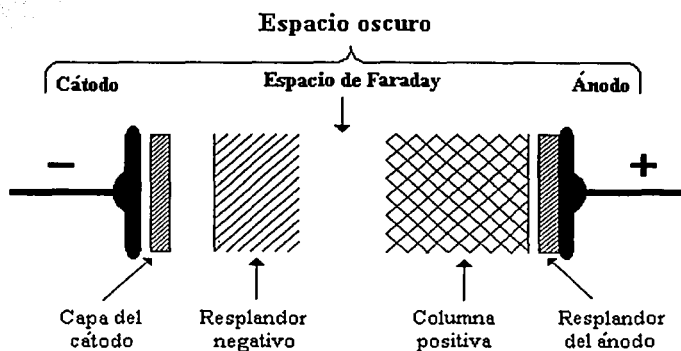 Espacio oscuro
Cátodo
Espacio de Faraday
Ánodo
−
+
Capa del
cátodo
Resplandor
negativo
Columna
positiva
Resplandor
del ánodo